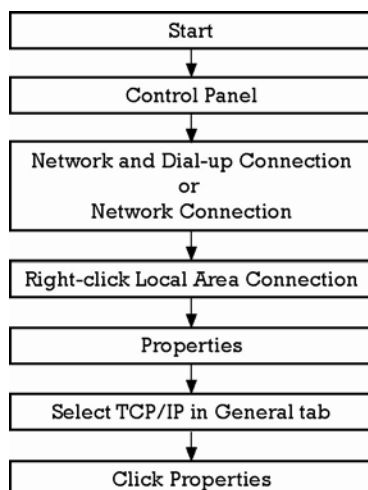 Start
Control Panel
Network and Dial-up Connection
or
Network Connection
Right-click Local Area Connection
Properties
Select TCP/IP in General tab
Click Properties